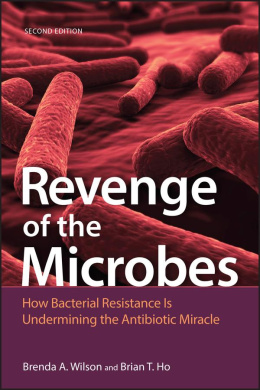 SECOND EDITION
Revenge
of the
Microbes
How Bacterial Resistance Is
Undermining the Antibiotic Miracle
Brenda A. Wilson and Brian T. Ho